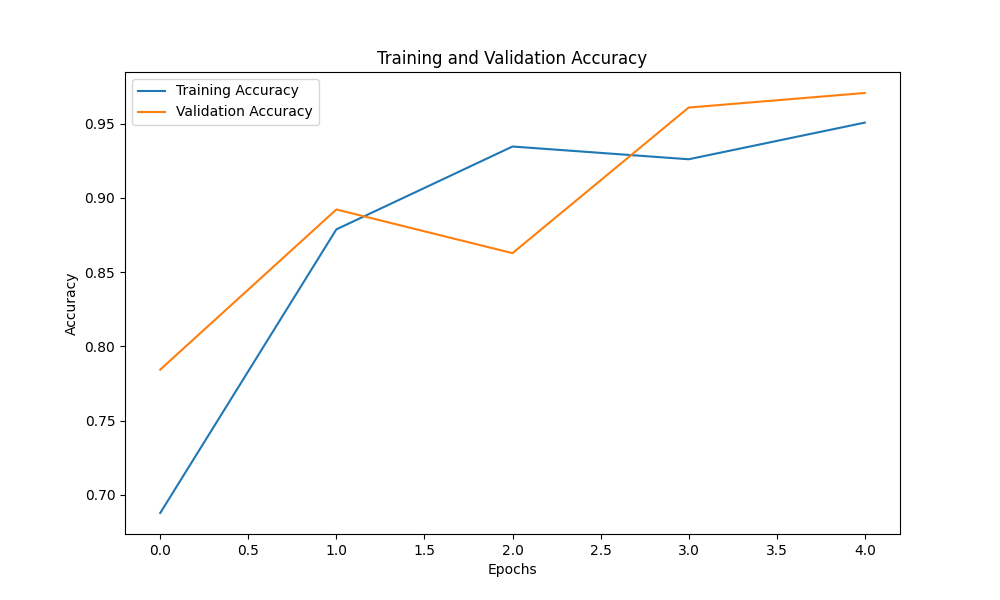 Training and Validation Accuracy
Training Accuracy
Validation Accuracy
Accuracy
0.95
0.90
0.85
0.80
0.75
0.70
0.0 0.5 1.0 1.5 2.0 2.5 3.0 3.5 4.0
Epochs